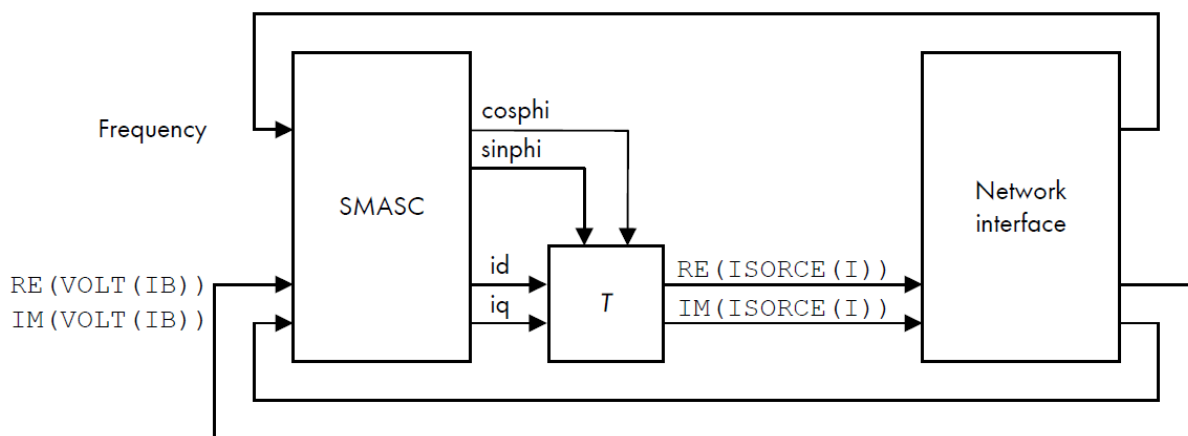 cosphi
Frequency
sinphi
SMASC
Network
interface
id
RE(VOLT(IB))
RE(ISORCE(I))
iq
T
IM(VOLT(IB))
IM(ISORCE(I))